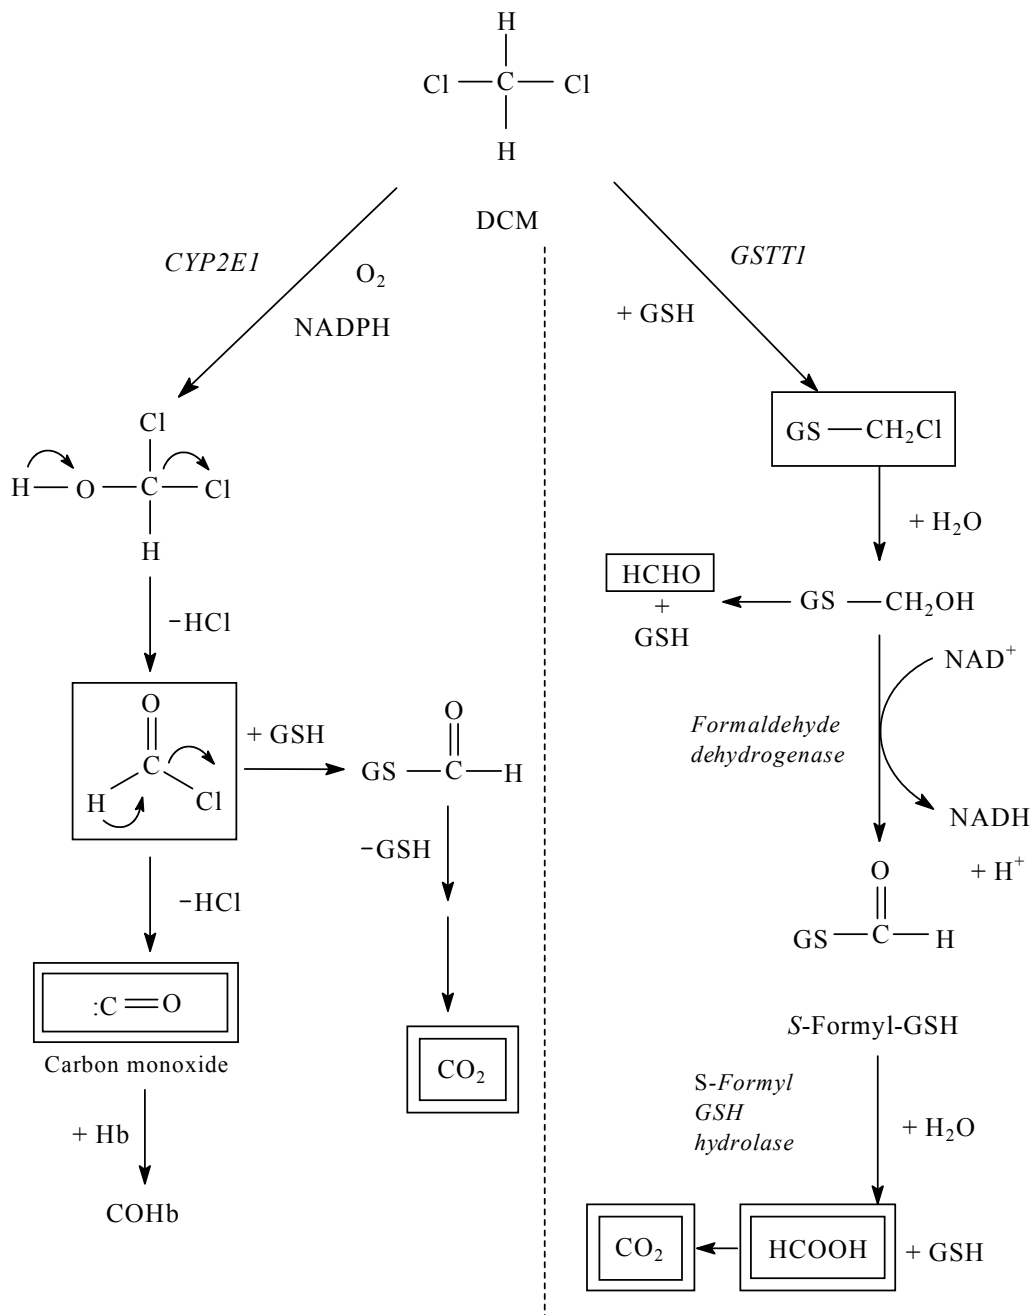 H
Cl C Cl
H
DCM
CYP2E1
O₂
NADPH
Cl
H O C Cl
H
−HCl
O
C
H Cl
+ GSH
O
GS C H
−GSH
CO₂
−HCl
:C O
Carbon monoxide
+ Hb
COHb
GSTT1
+ GSH
GS CH₂Cl
+ H₂O
GS CH₂OH
HCHO
+
GSH
NAD⁺
Formaldehyde
dehydrogenase
NADH
+ H⁺
O
GS C H
S-Formyl-GSH
S-Formyl
GSH
hydrolase
+ H₂O
CO₂ HCOOH + GSH